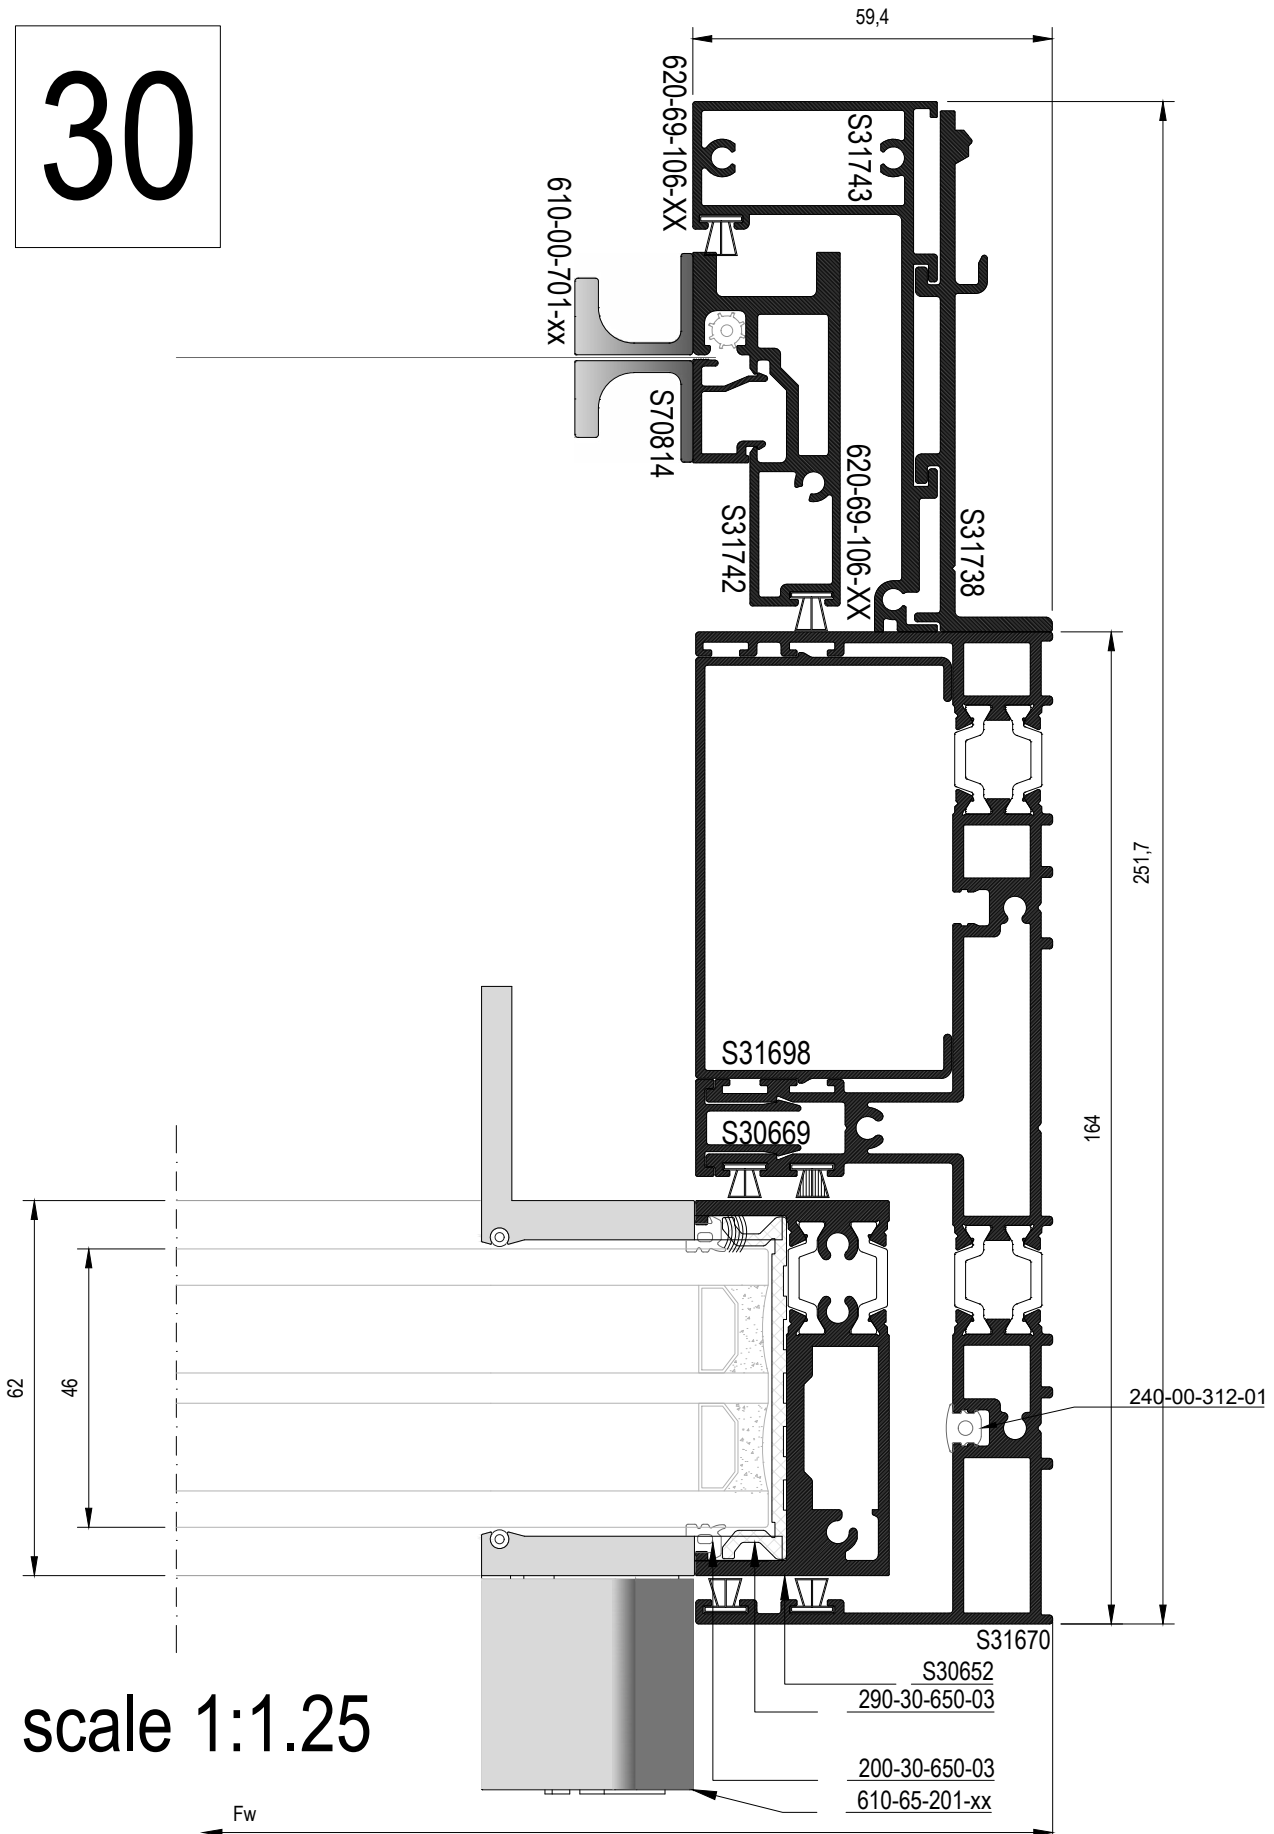 59,4
30
620-69-106-XX
S31743
610-00-701-xx
S70814
620-69-106-XX
S31742
S31738
251,7
S31698
164
S30669
62
46
240-00-312-01
S31670
S30652
290-30-650-03
scale 1:1.25
200-30-650-03
610-65-201-xx
Fw